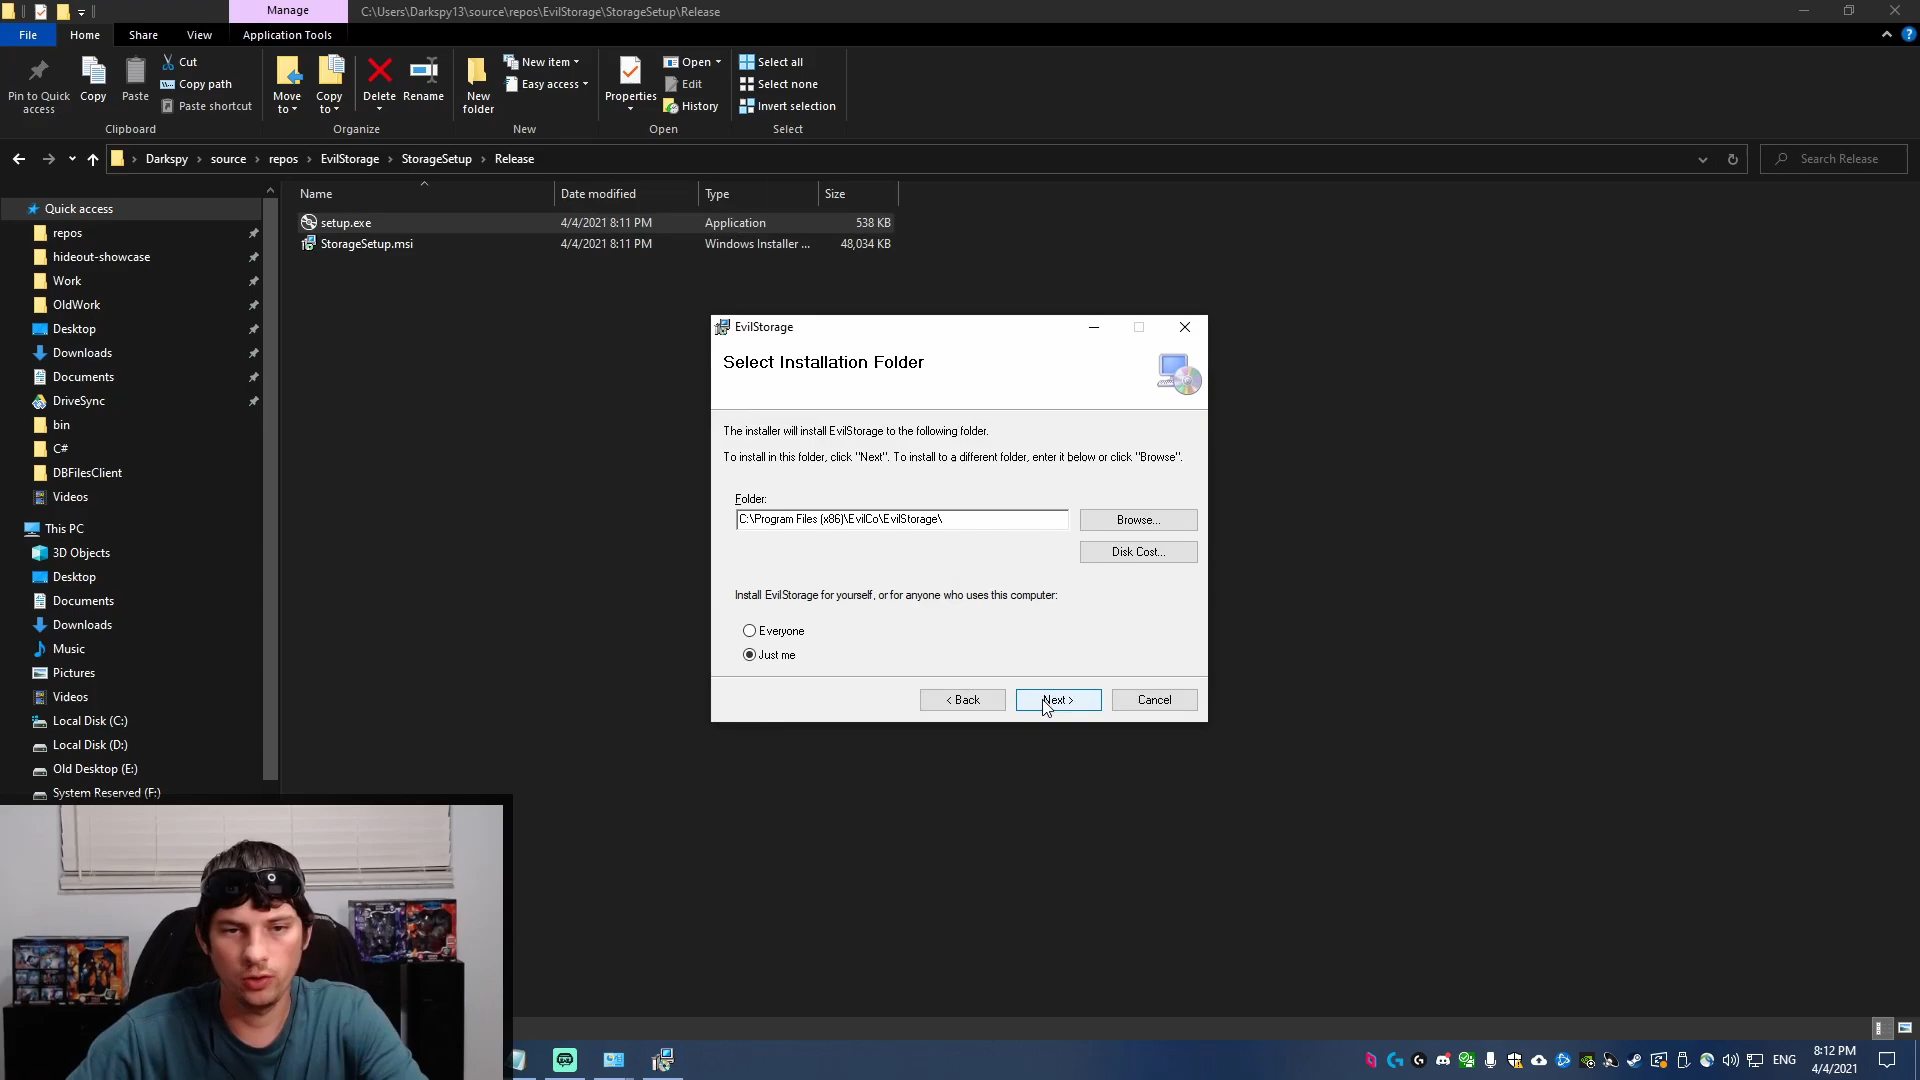 Manage
C:\Users\Darkspy13\source\repos\EvilStorage\StorageSetup\Release
File
Home
Share
View
Application Tools
Pin to Quick access
Copy
Paste
Cut
Copy path
Paste shortcut
Clipboard
Move to
Copy to
Delete
Rename
Organize
New folder
New item
Easy access
New
Properties
Open
Edit
History
Open
Select all
Select none
Invert selection
Select
Darkspy › source › repos › EvilStorage › StorageSetup › Release
Search Release
Name
Date modified
Type
Size
setup.exe 4/4/2021 8:11 PM Application 538 KB
StorageSetup.msi 4/4/2021 8:11 PM Windows Installer ... 48,034 KB
Quick access
repos
hideout-showcase
Work
OldWork
Desktop
Downloads
Documents
DriveSync
bin
C#
DBFilesClient
Videos
This PC
3D Objects
Desktop
Documents
Downloads
Music
Pictures
Videos
Local Disk (C:)
Local Disk (D:)
Old Desktop (E:)
System Reserved (F:)
EvilStorage
Select Installation Folder
The installer will install EvilStorage to the following folder.
To install in this folder, click "Next". To install to a different folder, enter it below or click "Browse".
Folder:
C:\Program Files (x86)\EvilCo\EvilStorage\
Browse...
Disk Cost...
Install EvilStorage for yourself, or for anyone who uses this computer:
Everyone
Just me
< Back
Next >
Cancel
ENG
8:12 PM
4/4/2021